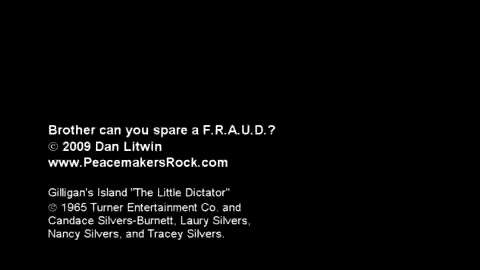 Brother can you spare a F.R.A.U.D.?
© 2009 Dan Litwin
www.PeacemakersRock.com
Gilligan's Island "The Little Dictator"
© 1965 Turner Entertainment Co. and
Candace Silvers-Burnett, Laury Silvers,
Nancy Silvers, and Tracey Silvers.